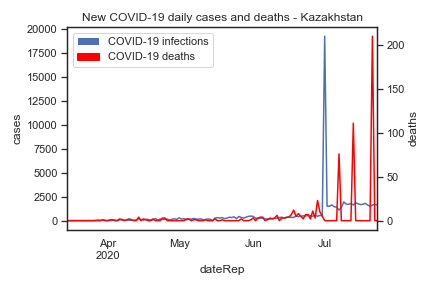 New COVID-19 daily cases and deaths - Kazakhstan
COVID-19 infections
COVID-19 deaths
20000
17500
15000
12500
10000
7500
5000
2500
0
cases
200
150
100
50
0
deaths
Apr
2020
May
Jun
Jul
dateRep